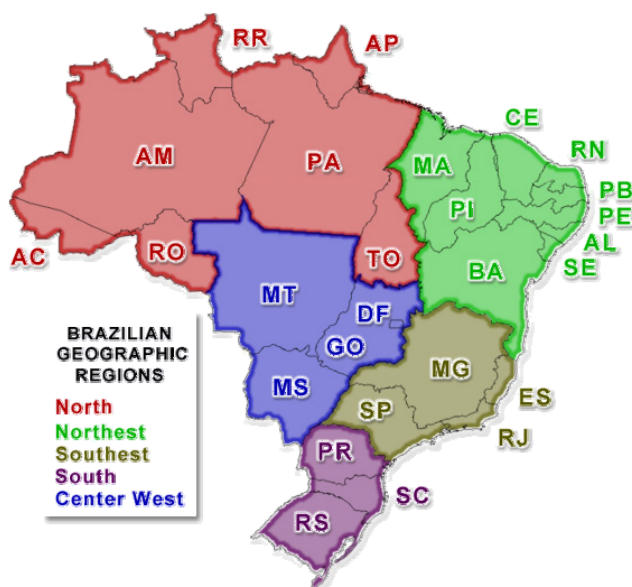 RR
AP
CE
AM
PA
MA
RN
PI
PB
PE
AC
RO
TO
AL
BA
SE
MT
DF
BRAZILIAN
GEOGRAPHIC
REGIONS
GO
MS
MG
SP
ES
North
Northest
Southest
South
Center West
RJ
PR
SC
RS